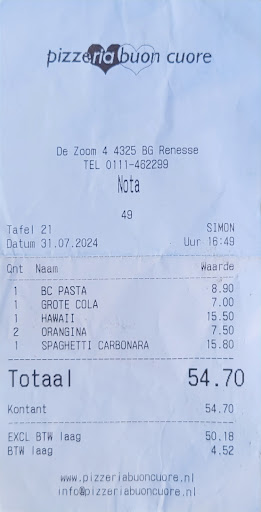 pizzeria buon cuore
De Zoom 4 4325 BG Renesse
TEL 0111-462299
Nota
49
Tafel 21 SIMON
Datum 31.07.2024 Uur 16:49
Qnt Naam Waarde
1 BC PASTA 8.90
1 GROTE COLA 7.00
1 HAWAII 15.50
2 ORANGINA 7.50
1 SPAGHETTI CARBONARA 15.80
Totaal 54.70
Kontant 54.70
EXCL BTW laag 50.18
BTW laag 4.52
www.pizzeriabuoncuore.nl
info@pizzeriabuoncuore.nl